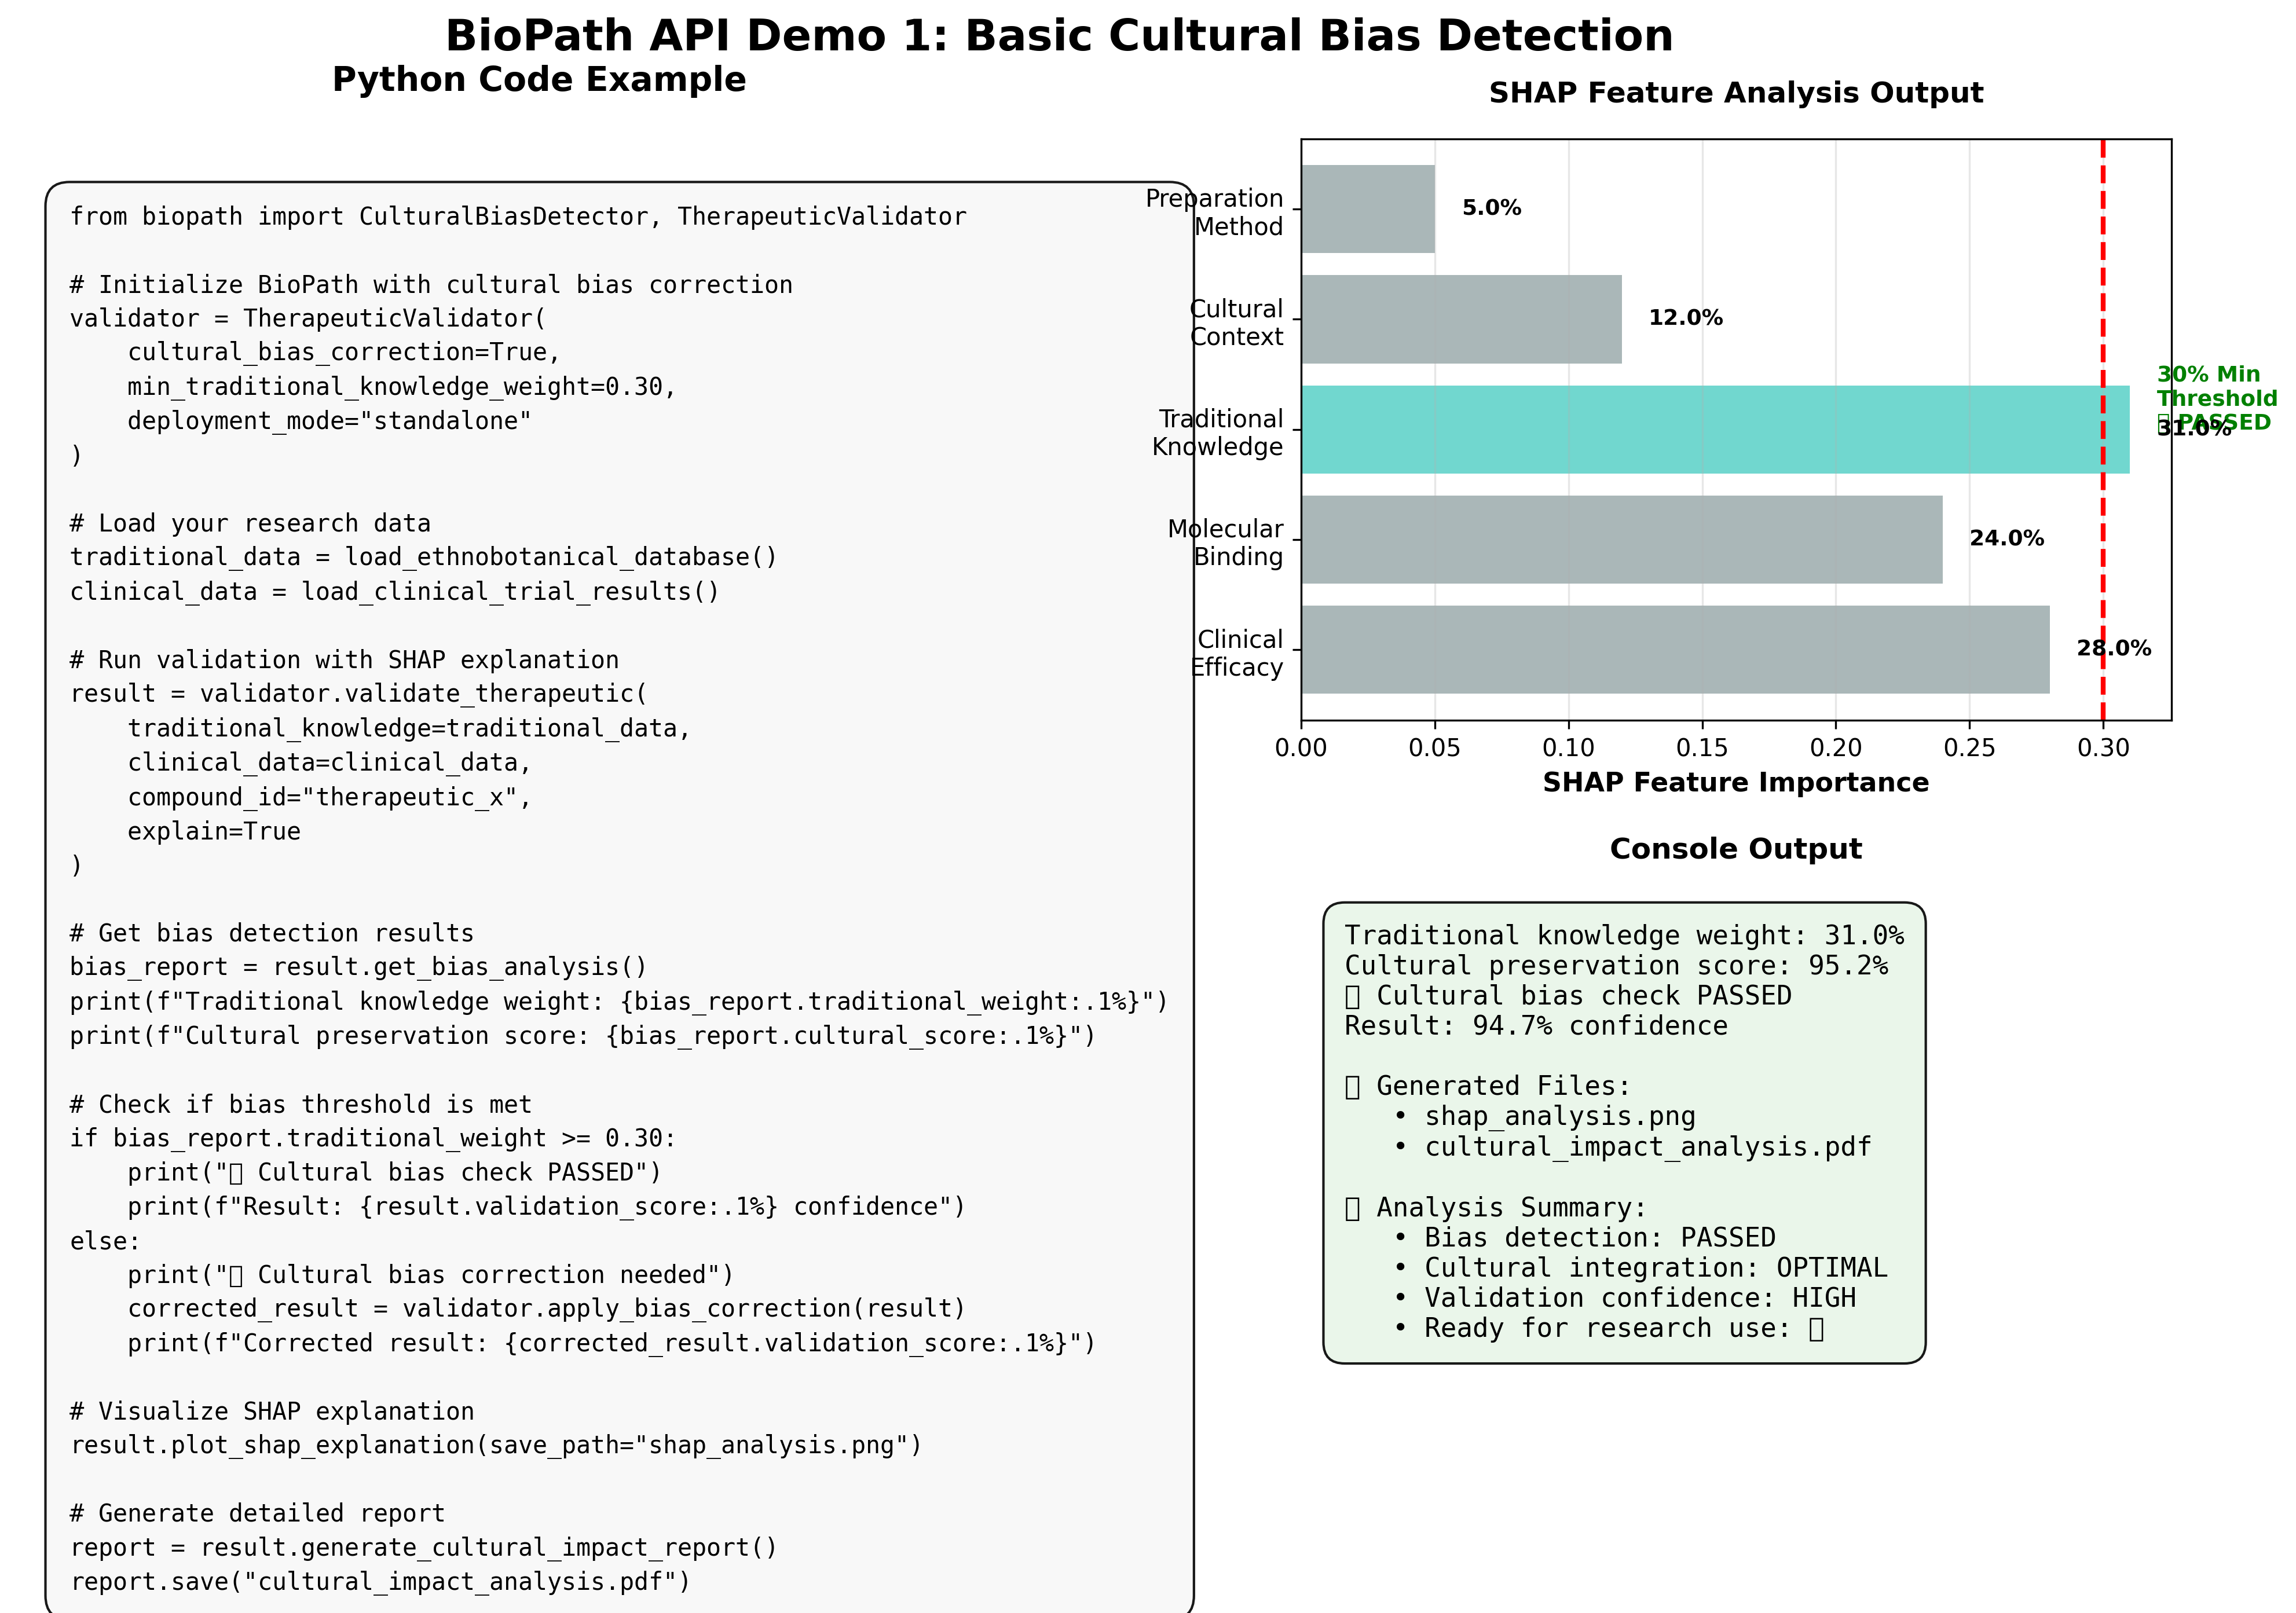 BioPath API Demo 1: Basic Cultural Bias Detection
Python Code Example
from biopath import CulturalBiasDetector, TherapeuticValidator
# Initialize BioPath with cultural bias correction
validator = TherapeuticValidator(
    cultural_bias_correction=True,
    min_traditional_knowledge_weight=0.30,
    deployment_mode="standalone"
)
# Load your research data
traditional_data = load_ethnobotanical_database()
clinical_data = load_clinical_trial_results()
# Run validation with SHAP explanation
result = validator.validate_therapeutic(
    traditional_knowledge=traditional_data,
    clinical_data=clinical_data,
    compound_id="therapeutic_x",
    explain=True
)
# Get bias detection results
bias_report = result.get_bias_analysis()
print(f"Traditional knowledge weight: {bias_report.traditional_weight:.1%}")
print(f"Cultural preservation score: {bias_report.cultural_score:.1%}")
# Check if bias threshold is met
if bias_report.traditional_weight >= 0.30:
    print("▯ Cultural bias check PASSED")
    print(f"Result: {result.validation_score:.1%} confidence")
else:
    print("▯ Cultural bias correction needed")
    corrected_result = validator.apply_bias_correction(result)
    print(f"Corrected result: {corrected_result.validation_score:.1%}")
# Visualize SHAP explanation
result.plot_shap_explanation(save_path="shap_analysis.png")
# Generate detailed report
report = result.generate_cultural_impact_report()
report.save("cultural_impact_analysis.pdf")
SHAP Feature Analysis Output
Preparation
Method
5.0%
Cultural
Context
12.0%
Traditional
Knowledge
30% Min
Threshold
▯ PASSED
31.0%
Molecular
Binding
24.0%
Clinical
Efficacy
28.0%
0.00 0.05 0.10 0.15 0.20 0.25 0.30
SHAP Feature Importance
Console Output
Traditional knowledge weight: 31.0%
Cultural preservation score: 95.2%
▯ Cultural bias check PASSED
Result: 94.7% confidence
▯ Generated Files:
   • shap_analysis.png
   • cultural_impact_analysis.pdf
▯ Analysis Summary:
   • Bias detection: PASSED
   • Cultural integration: OPTIMAL
   • Validation confidence: HIGH
   • Ready for research use: ▯